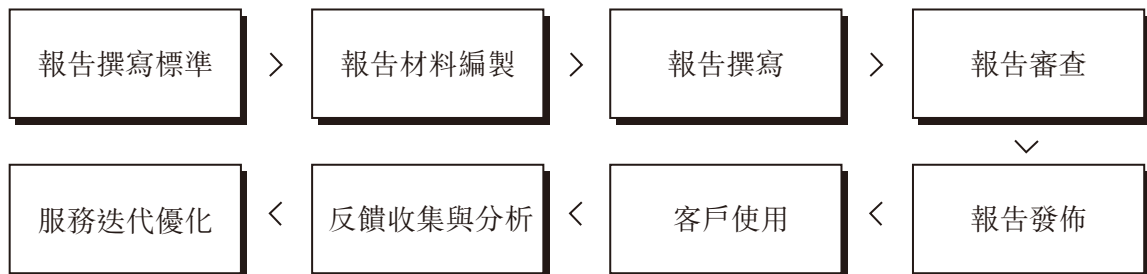 報告撰寫標準
報告材料編製
報告撰寫
報告審查
報告發佈
客戶使用
反饋收集與分析
服務迭代優化